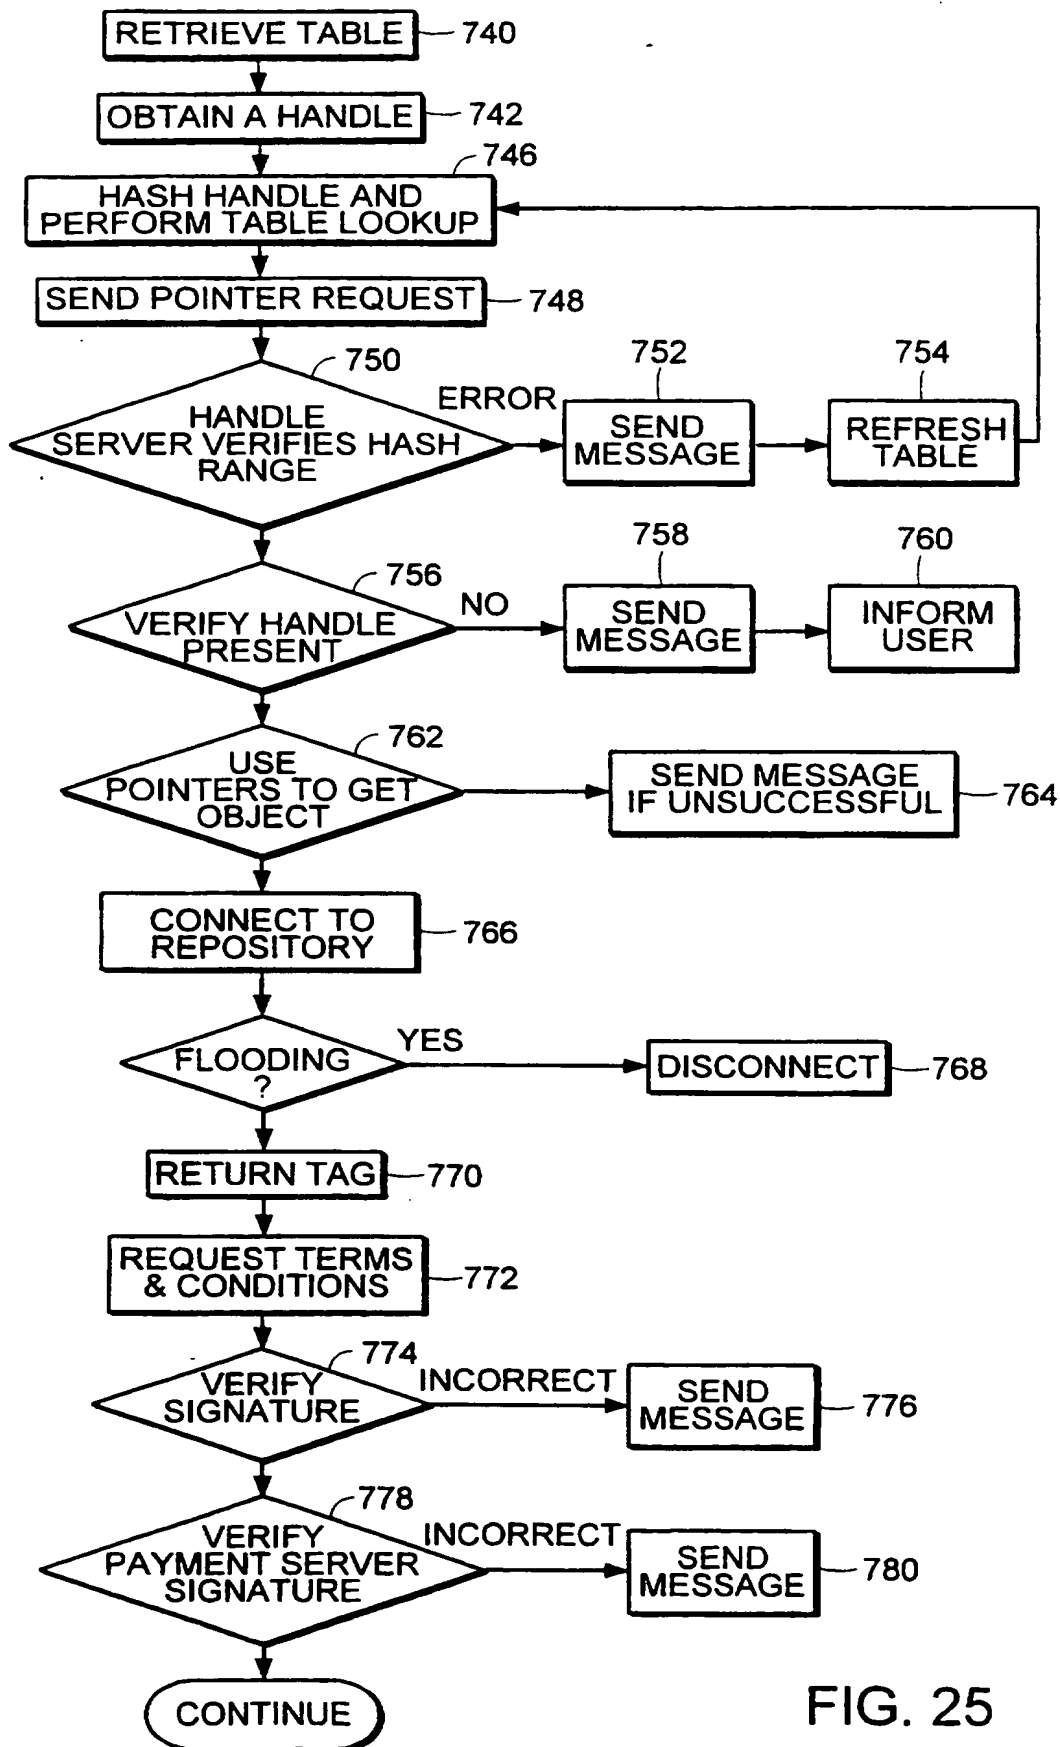 RETRIEVE TABLE
740
OBTAIN A HANDLE
742
746
HASH HANDLE AND
PERFORM TABLE LOOKUP
SEND POINTER REQUEST
748
750
HANDLE
SERVER VERIFIES HASH
RANGE
ERROR
752
SEND
MESSAGE
754
REFRESH
TABLE
756
VERIFY HANDLE
PRESENT
NO
758
SEND
MESSAGE
760
INFORM
USER
762
USE
POINTERS TO GET
OBJECT
SEND MESSAGE
IF UNSUCCESSFUL
764
CONNECT TO
REPOSITORY
766
FLOODING
?
YES
DISCONNECT
768
RETURN TAG
770
REQUEST TERMS
& CONDITIONS
772
774
VERIFY
SIGNATURE
INCORRECT
SEND
MESSAGE
776
778
VERIFY
PAYMENT SERVER
SIGNATURE
INCORRECT
SEND
MESSAGE
780
CONTINUE
FIG. 25